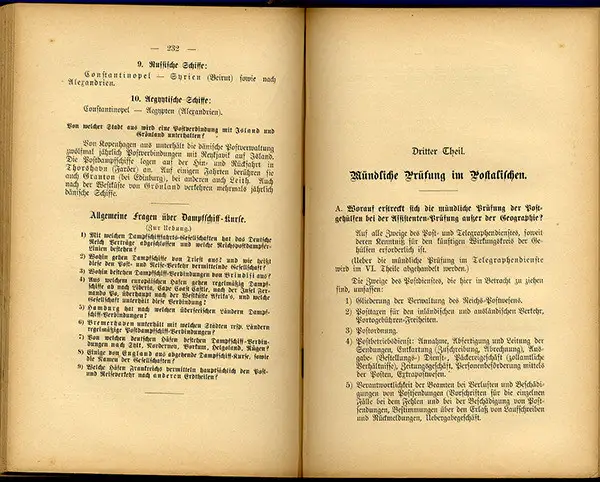 — 232 —
9. Russische Schiffe:
Constantinopel — Syrien (Beirut) sowie nach
Alexandrien.
10. Aegyptische Schiffe:
Constantinopel — Aegypten (Alexandrien).
Von welcher Stadt aus wird eine Postverbindung mit Island und
Grönland unterhalten?
Von Kopenhagen aus unterhält die dänische Postverwaltung
zwölfmal jährlich Postverbindungen mit Reykjavik auf Island.
Die Postdampfschiffe legen auf der Hin- und Rückfahrt in
Thorshavn (Faröer) an. Auf einigen Fahrten berühren sie
auch Granton (bei Edinburg), bei anderen auch Leith. Auch
nach der Westküste von Grönland verkehren mehrmals jährlich
dänische Schiffe.
Allgemeine Fragen über Dampfschiff-Kurse.
(Zur Uebung.)
1) Mit welchen Dampfschiffahrts-Gesellschaften hat das Deutsche
Reich Verträge abgeschlossen und welche Reichspostdampfer-
Linien bestehen?
2) Wohin gehen Dampfschiffe von Triest aus? und wie heißt
diese den Post- und Reise-Verkehr vermittelnde Gesellschaft?
3) Wohin bestehen Dampfschiff-Verbindungen von Brindisi aus?
4) Aus welchem europäischen Hafen gehen regelmäßig Dampf-
schiffe ab nach Liberia, Cape Coast Castle, nach der Insel Fer-
nando Po, überhaupt nach der Westküste Afrika's, und welche
Gesellschaft unterhält diese Verbindung?
5) Hamburg hat nach welchen überseeischen Ländern Dampf-
schiff-Verbindungen?
6) Bremerhaven unterhält mit welchen Städten resp. Ländern
regelmäßige Postdampfschiff-Verbindungen?
7) Von welchen deutschen Häfen bestehen Dampfschiff-Verbin-
dungen nach Sylt, Norderney, Borkum, Helgoland, Rügen?
8) Einige von England aus abgehende Dampfschiff-Kurse, sowie
die Namen der Gesellschaften?
9) Welche Häfen Frankreichs vermitteln hauptsächlich den Post-
und Reiseverkehr nach anderen Erdtheilen?
Dritter Theil.
Mündliche Prüfung im Postalischen.
A. Worauf erstreckt sich die mündliche Prüfung der Post-
gehülfen bei der Assistenten-Prüfung außer der Geographie?
Auf alle Zweige des Post- und Telegraphendienstes, soweit
deren Kenntniß für den künftigen Wirkungskreis der Ge-
hülfen erforderlich ist.
(Ueber die mündliche Prüfung im Telegraphendienste
wird im VI. Theile abgehandelt werden.)
Die Zweige des Postdienstes, die hier in Betracht zu ziehen
sind, umfassen:
1) Gliederung der Verwaltung des Reichs-Postwesens.
2) Posttaxen für den inländischen und ausländischen Verkehr,
Portogebühren-Freiheiten.
3) Postordnung.
4) Postbetriebsdienst: Annahme, Abfertigung und Leitung der
Sendungen, Entkartung (Zuschreibung, Abrechnung), Aus-
gabe- (Bestellungs-) Dienst, Päckereigeschäft (zollamtliche
Verhältnisse), Zeitungsgeschäft, Personenbeförderung mittels
der Posten, Extrapostwesen.
5) Verantwortlichkeit der Beamten bei Verlusten und Beschädi-
gungen von Postsendungen (Vorschriften für die einzelnen
Fälle bei dem Fehlen und bei der Beschädigung von Post-
sendungen, Bestimmungen über den Erlaß von Laufschreiben
und Rückmeldungen, Uebergabegeschäft.